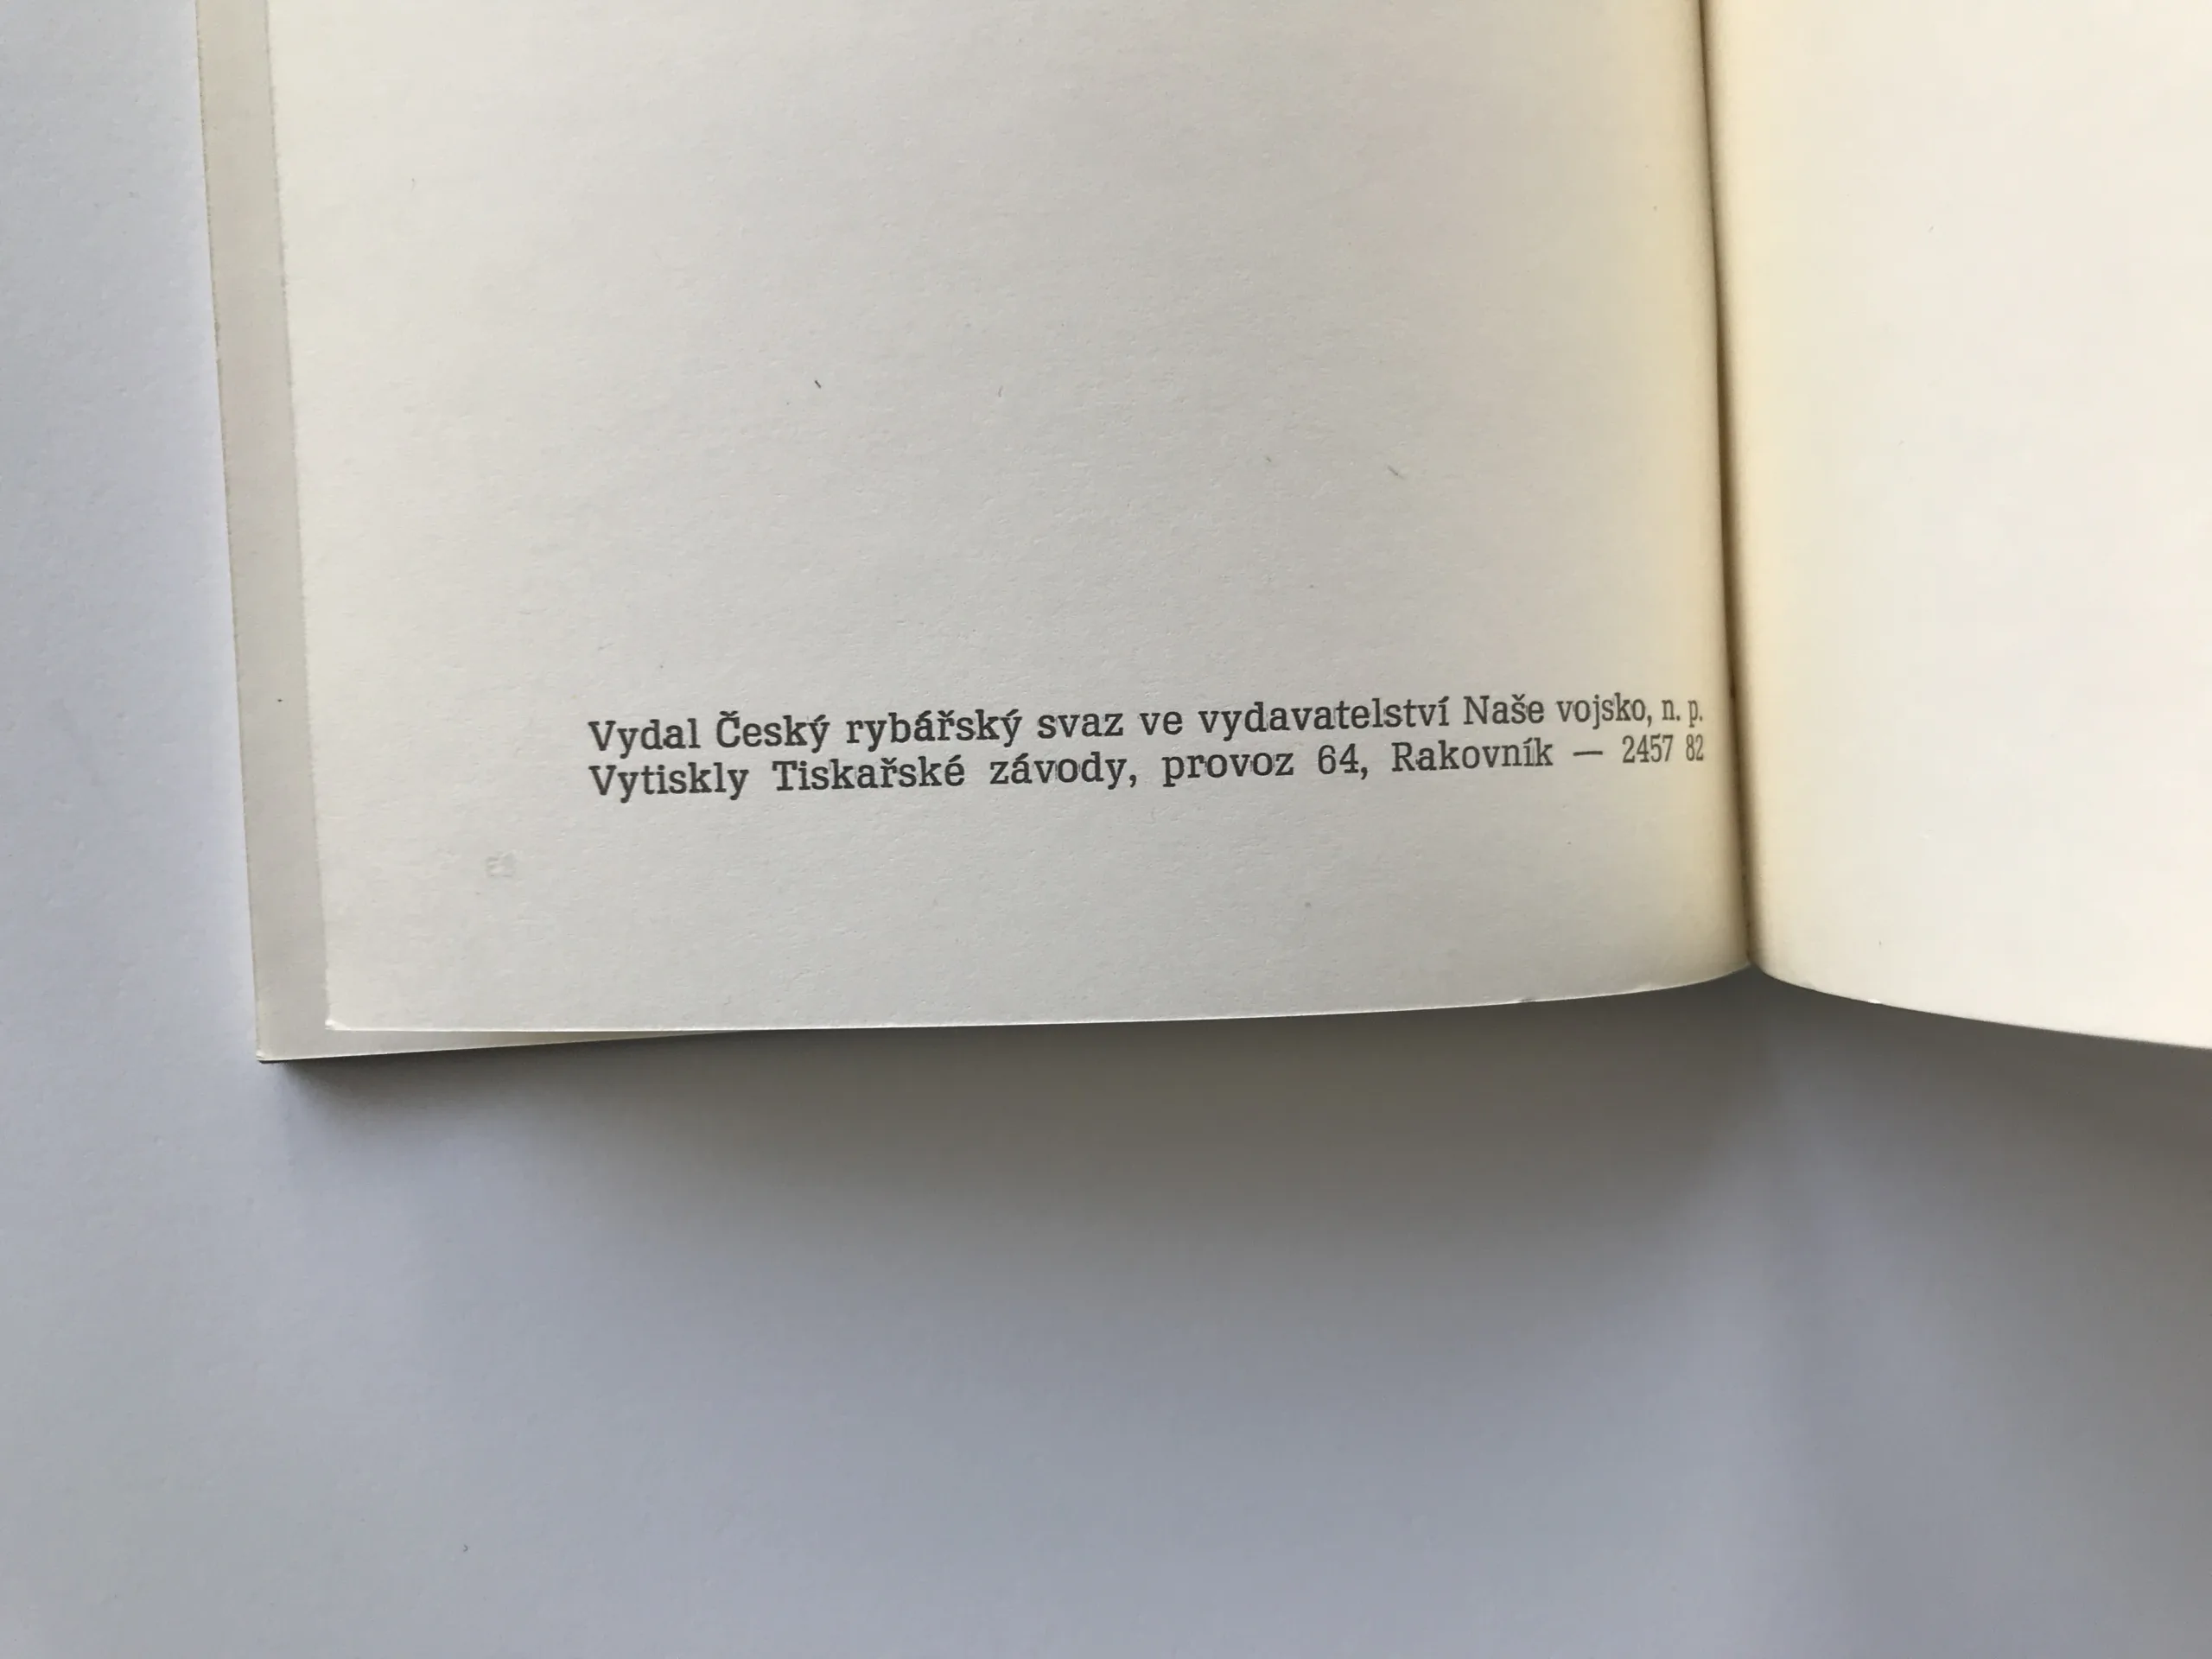 Vydal Český rybářský svaz ve vydavatelství Naše vojsko, n. p.
Vytiskly Tiskařské závody, provoz 64, Rakovník — 2457 82